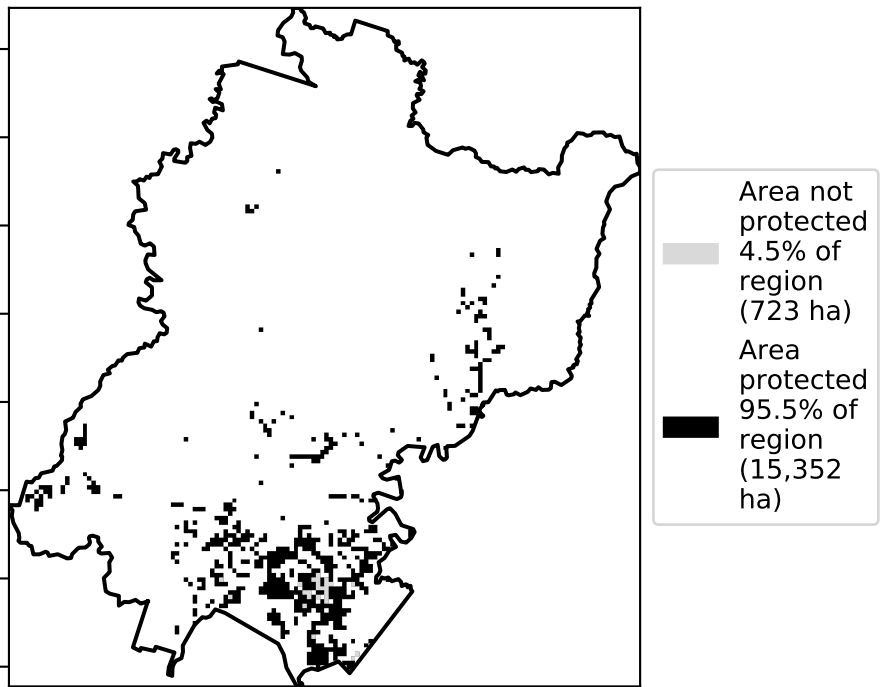 Area not
protected
4.5% of
region
(723 ha)
Area
protected
95.5% of
region
(15,352
ha)